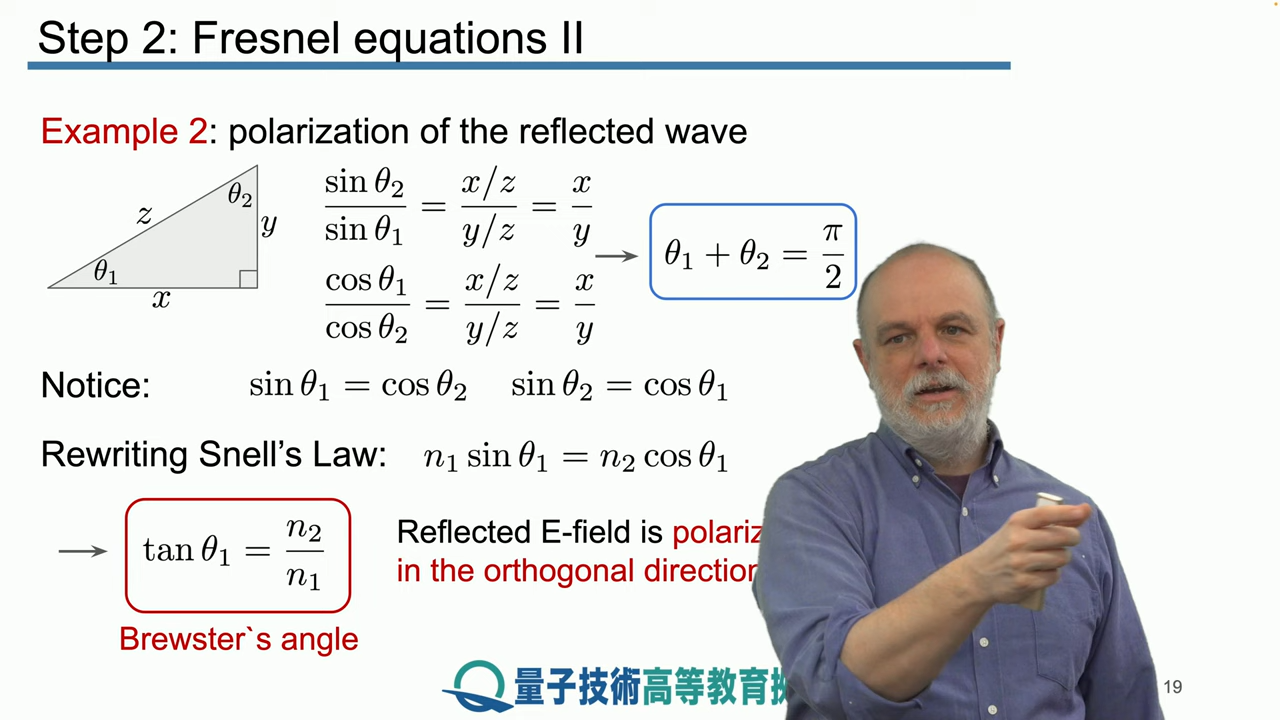 Step 2: Fresnel equations II
Example 2: polarization of the reflected wave
z θ₂ y θ₁ x
sin θ₂ / sin θ₁ = (x/z) / (y/z) = x / y
cos θ₁ / cos θ₂ = (x/z) / (y/z) = x / y
→ θ₁ + θ₂ = π / 2
Notice: sin θ₁ = cos θ₂ sin θ₂ = cos θ₁
Rewriting Snell's Law: n₁ sin θ₁ = n₂ cos θ₁
→ tan θ₁ = n₂ / n₁
Brewster`s angle
Reflected E-field is polariz
in the orthogonal direction
量子技術高等教育拠
19